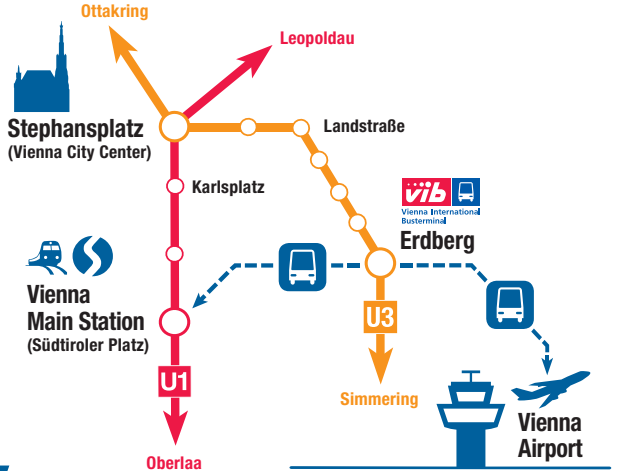 Ottakring
Leopoldau
Stephansplatz
(Vienna City Center)
Landstraße
Karlsplatz
vib
Vienna International
Busterminal
Erdberg
Vienna
Main Station
(Südtiroler Platz)
U3
U1
Simmering
Vienna
Airport
Oberlaa